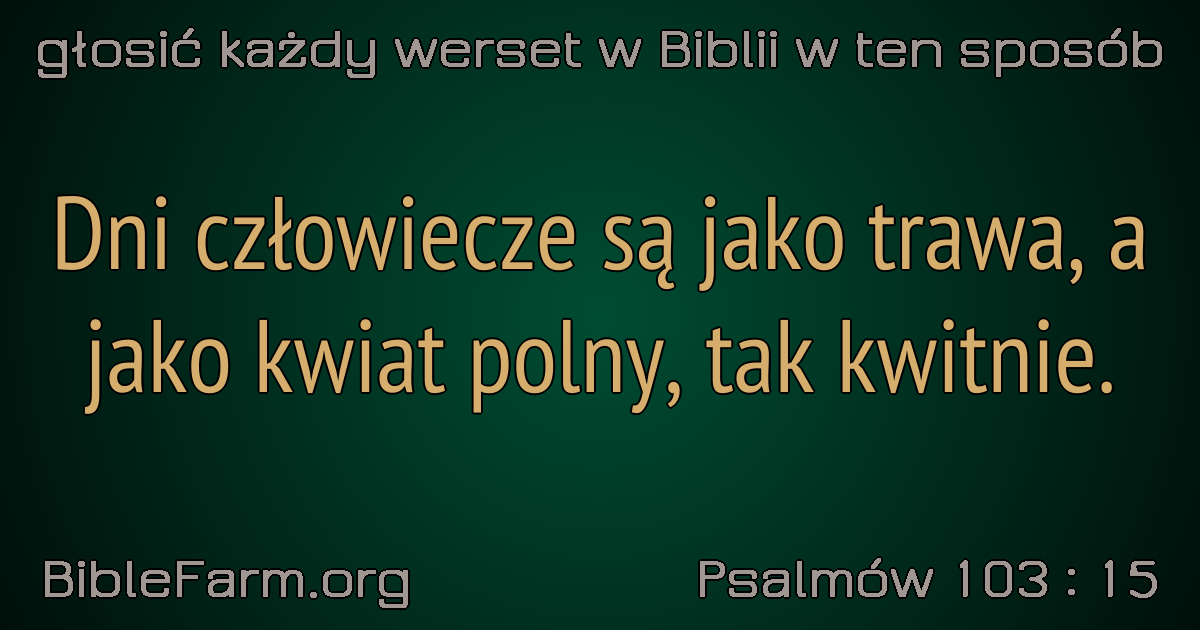 głosić każdy werset w Biblii w ten sposób
Dni człowiecze są jako trawa, a
jako kwiat polny, tak kwitnie.
BibleFarm.org
Psalmów 103 : 15